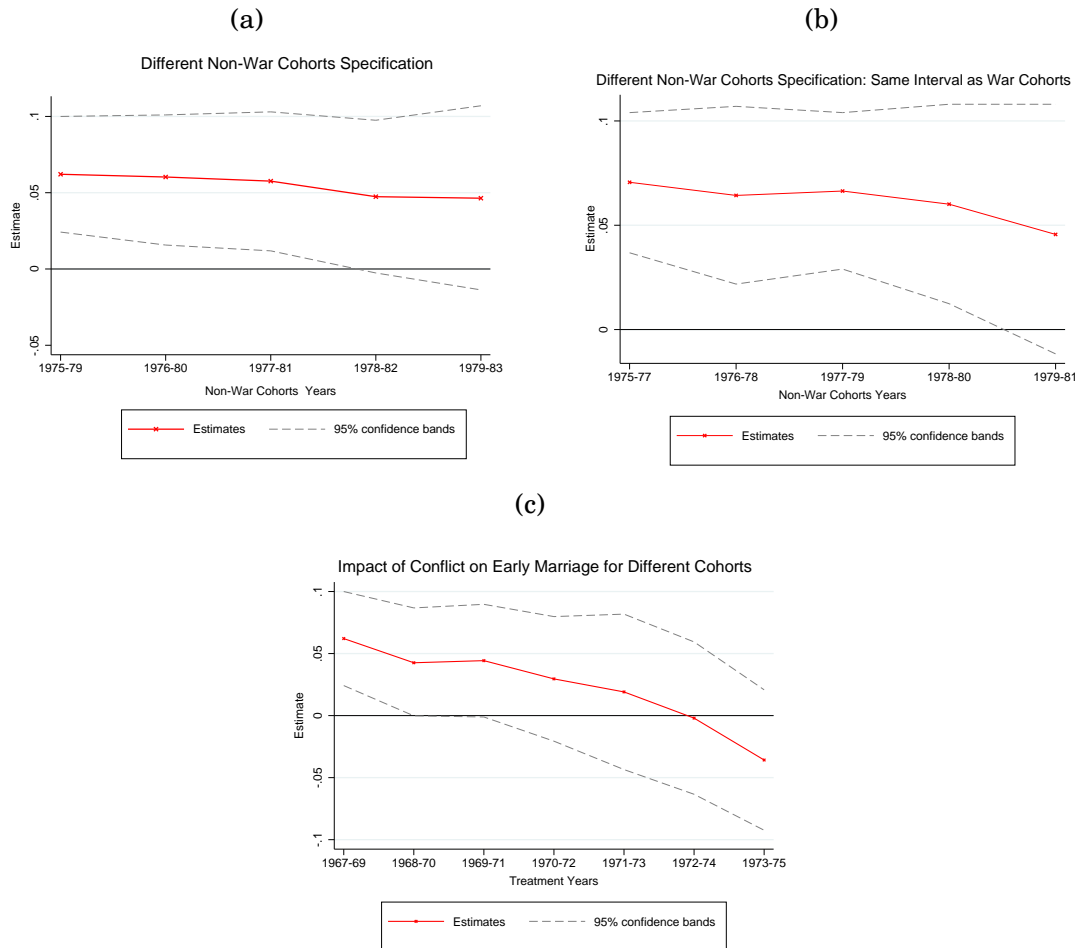 (a)
Different Non-War Cohorts Specification
Estimate
.1
.05
0
-.05
1975-79 1976-80 1977-81 1978-82 1979-83
Non-War Cohorts Years
Estimates 95% confidence bands
(b)
Different Non-War Cohorts Specification: Same Interval as War Cohorts
Estimate
.1
.05
0
1975-77 1976-78 1977-79 1978-80 1979-81
Non-War Cohorts Years
Estimates 95% confidence bands
(c)
Impact of Conflict on Early Marriage for Different Cohorts
Estimate
.1
.05
0
-.05
-.1
1967-69 1968-70 1969-71 1970-72 1971-73 1972-74 1973-75
Treatment Years
Estimates 95% confidence bands